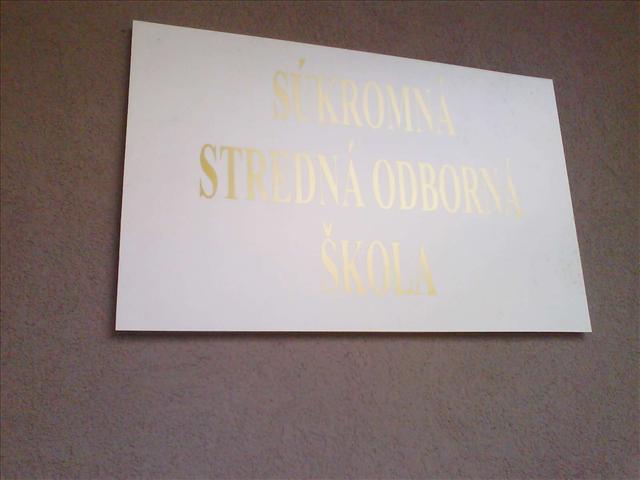 SÚKROMNÁ
STREDNÁ ODBORNÁ
ŠKOLA